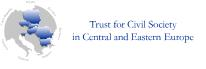 Trust for Civil Society
in Central and Eastern Europe